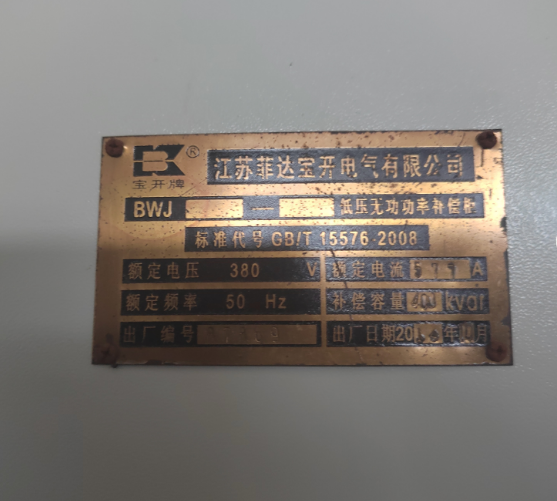 BK ®
宝开牌
江苏菲达宝开电气有限公司
BWJ — 低压无功功率补偿柜
标准代号 GB/T 15576-2008
额定电压 380 V 额定电流 A
额定频率 50 Hz 补偿容量 kvar
出厂编号 出厂日期20 年 月